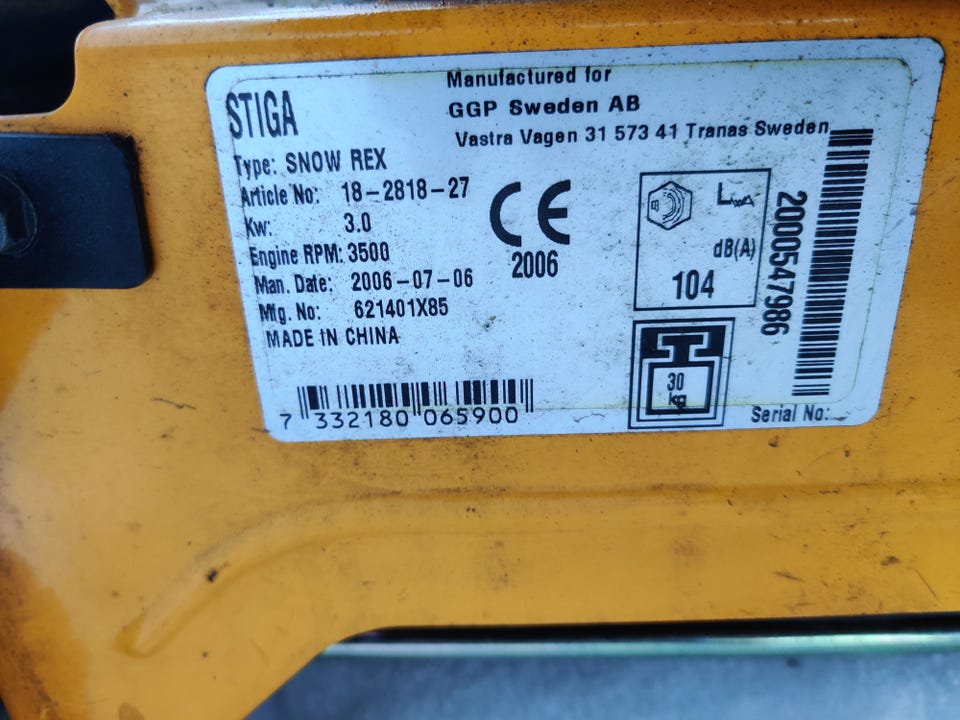 STIGA
Manufactured for
GGP Sweden AB
Vastra Vagen 31 573 41 Tranas Sweden
Type: SNOW REX
Article No: 18-2818-27
Kw: 3.0
Engine RPM: 3500
Man. Date: 2006-07-06
Mfg. No: 621401X85
MADE IN CHINA
CE
2006
LWA
dB(A)
104
30
kg
2000547986
Serial No:
7 332180 065900